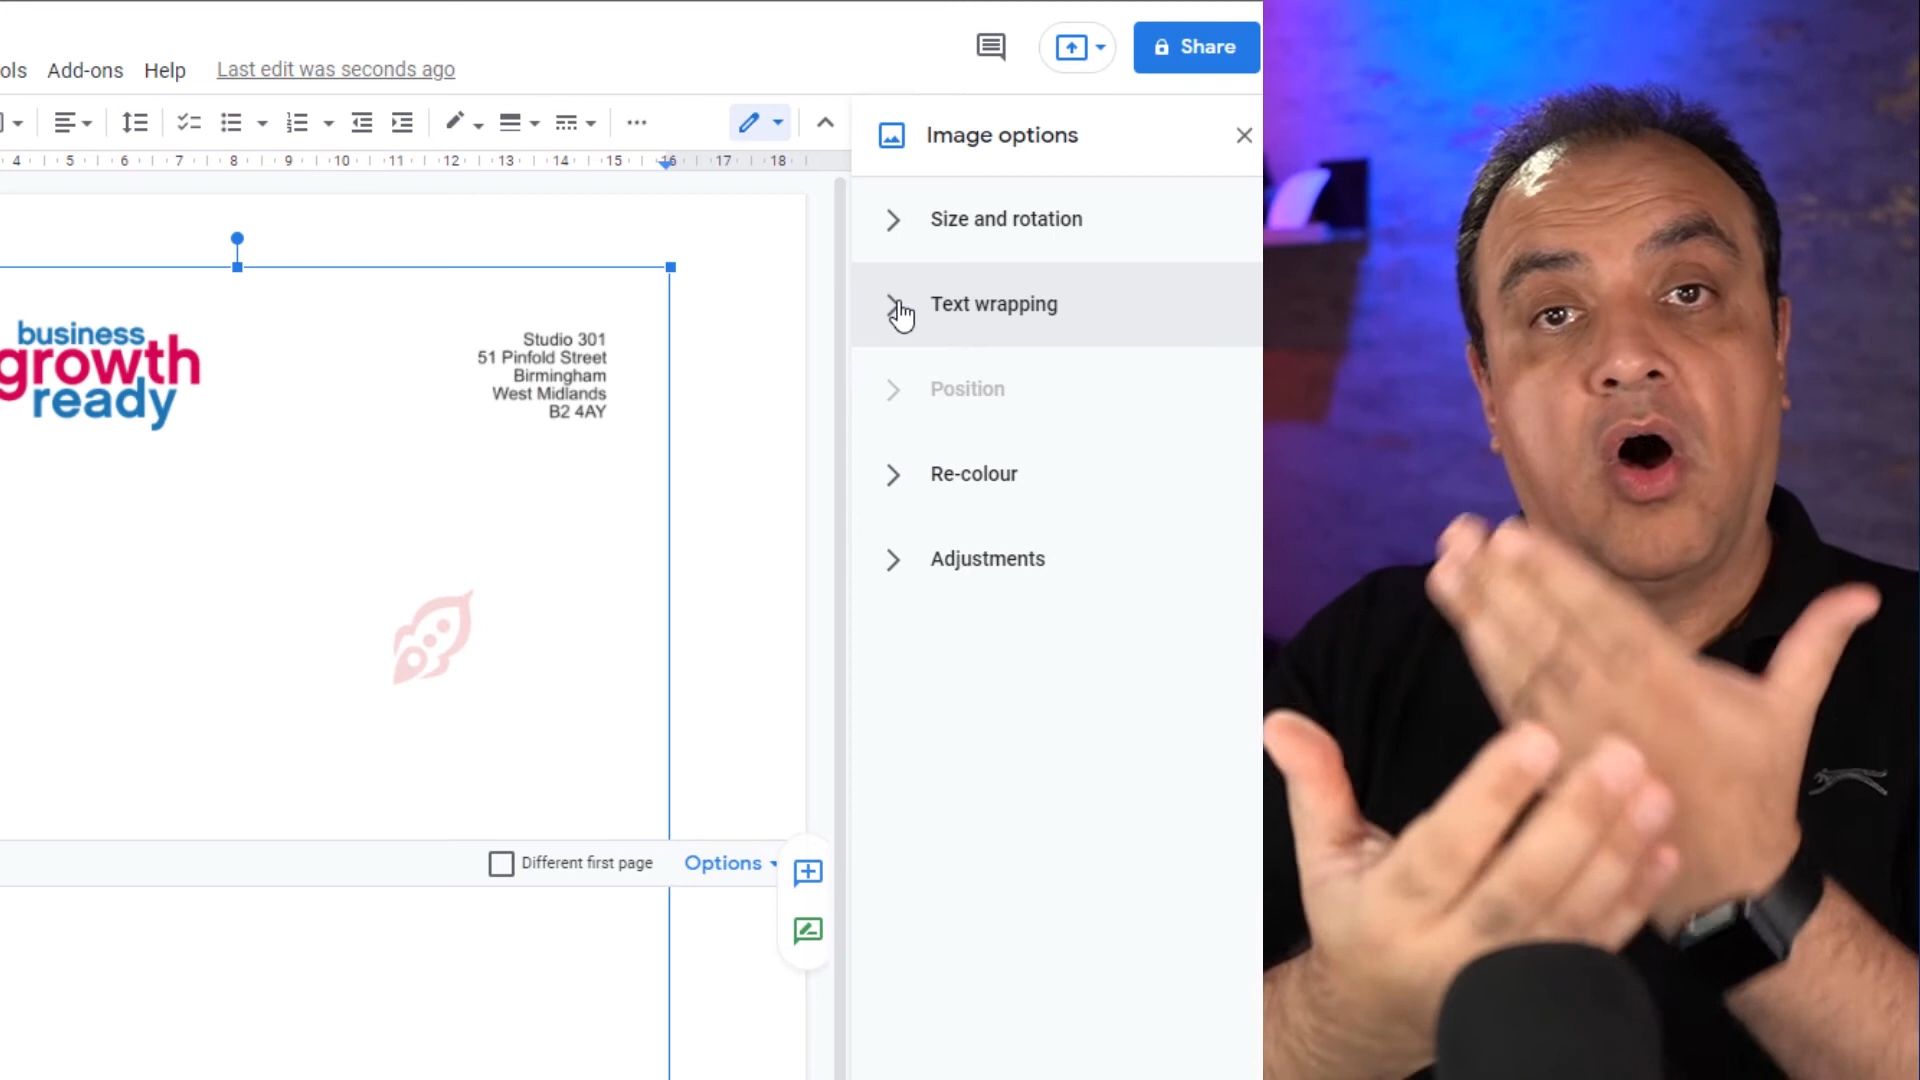 Share
ols Add-ons Help Last edit was seconds ago
4 5 6 7 8 9 10 11 12 13 14 15 16 17 18
Image options
Size and rotation
Text wrapping
Position
Re-colour
Adjustments
business
growth
ready
Studio 301
51 Pinfold Street
Birmingham
West Midlands
B2 4AY
Different first page Options